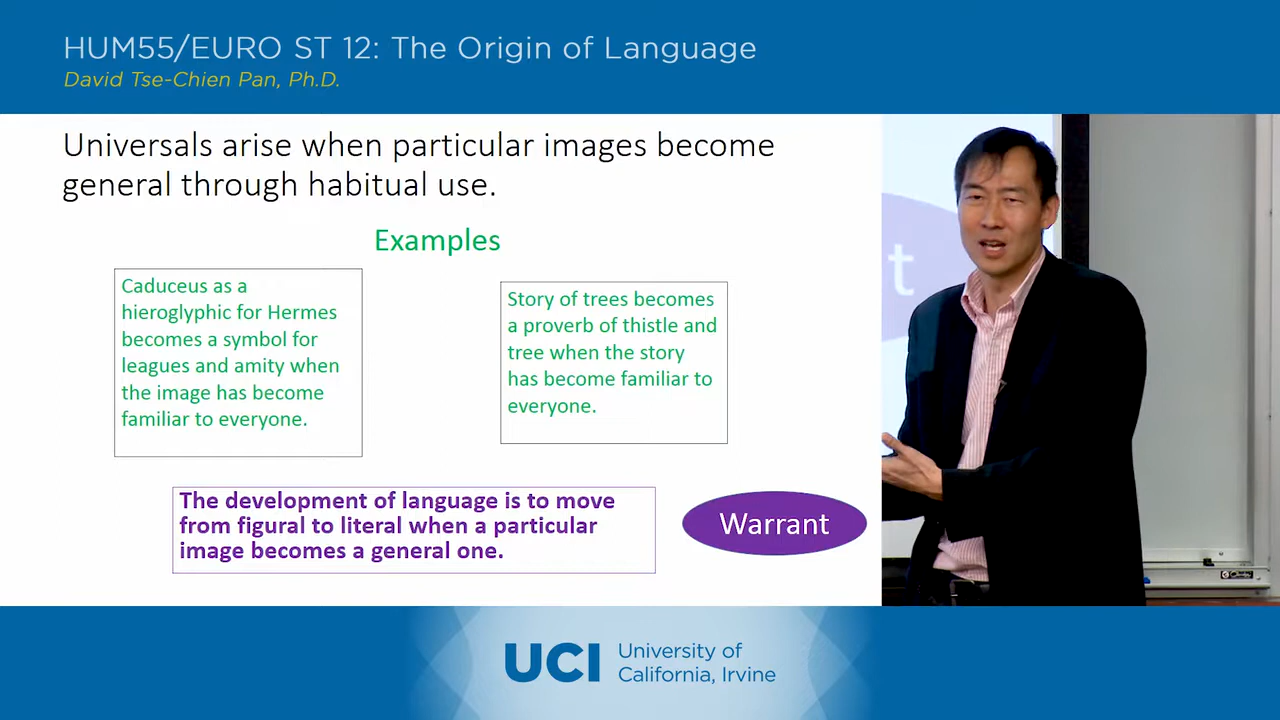 HUM55/EURO ST 12: The Origin of Language
David Tse-Chien Pan, Ph.D.
Universals arise when particular images become
general through habitual use.
Examples
Caduceus as a
hieroglyphic for Hermes
becomes a symbol for
leagues and amity when
the image has become
familiar to everyone.
Story of trees becomes
a proverb of thistle and
tree when the story
has become familiar to
everyone.
The development of language is to move
from figural to literal when a particular
image becomes a general one.
Warrant
t
UCI
University of
California, Irvine